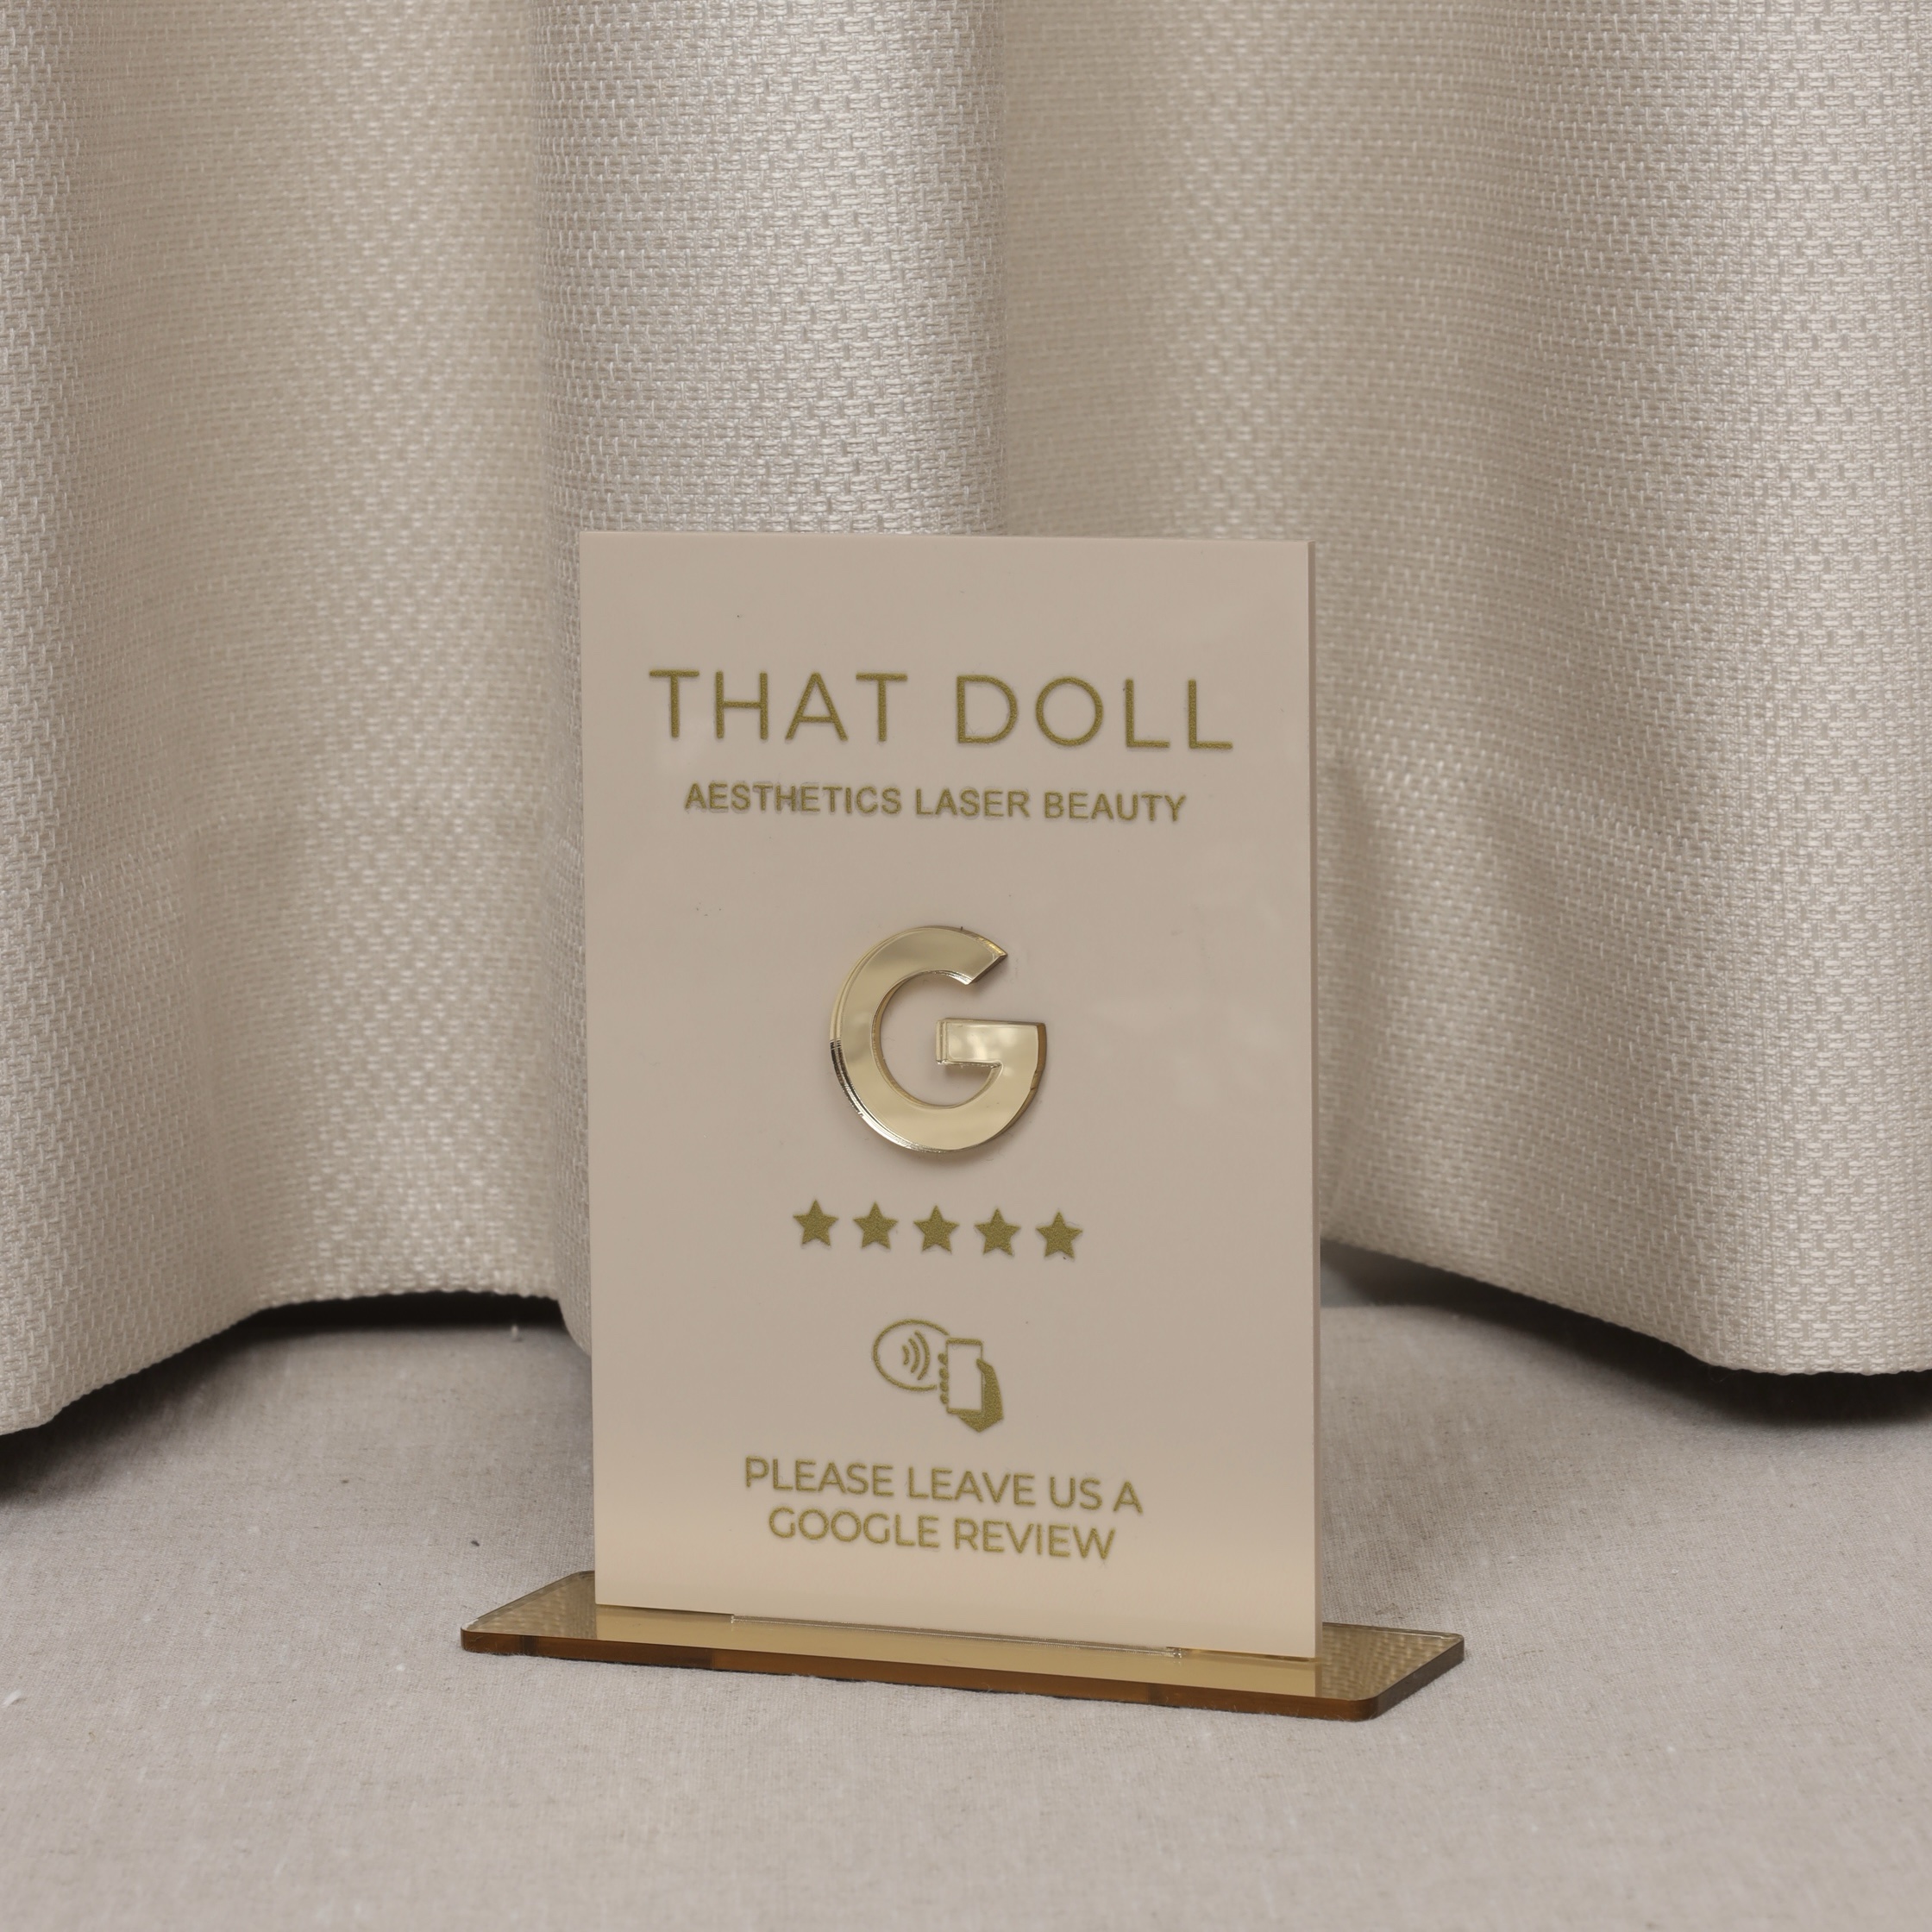 THAT DOLL
AESTHETICS LASER BEAUTY
G
PLEASE LEAVE US A
GOOGLE REVIEW